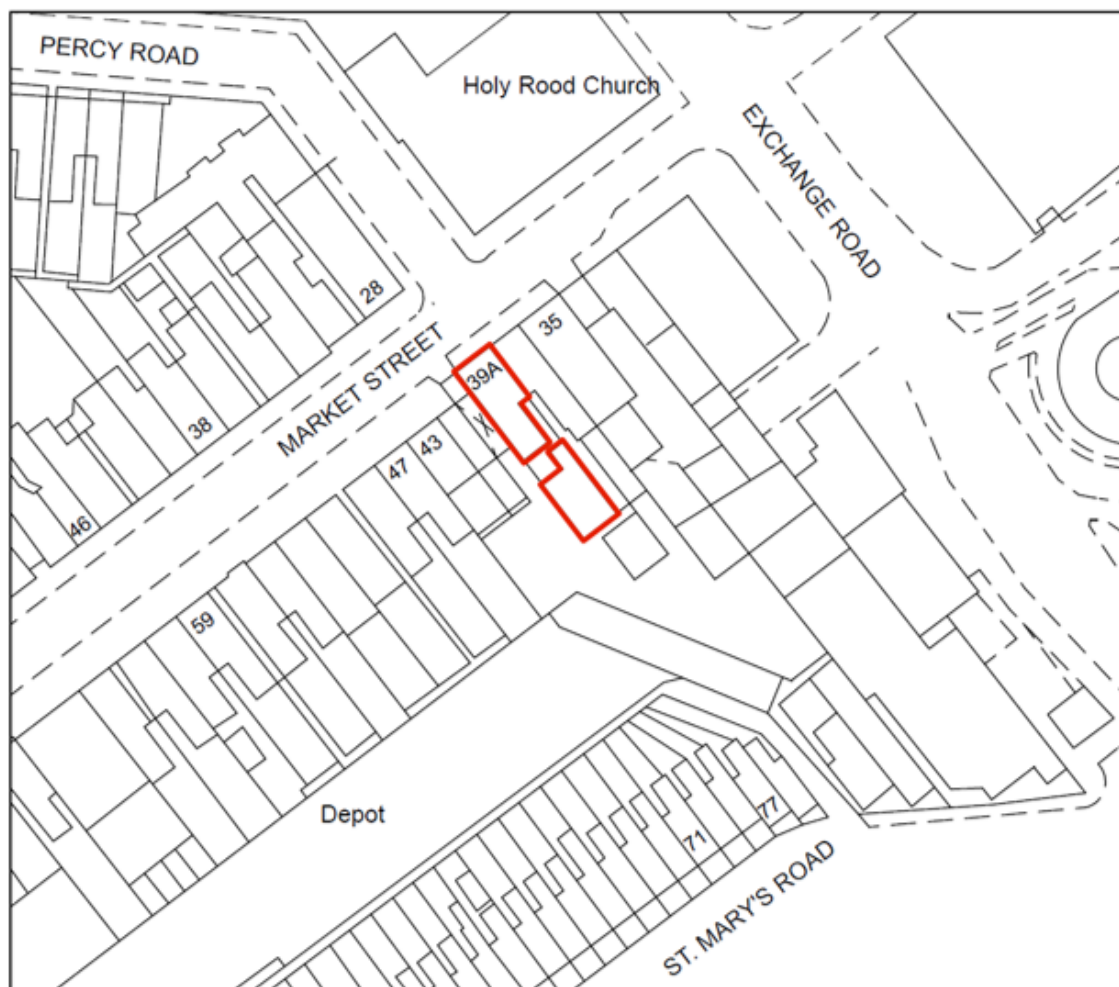 PERCY ROAD
Holy Rood Church
EXCHANGE ROAD
28
35
MARKET STREET
39A
38
43
47
46
59
Depot
77
71
ST. MARY'S ROAD